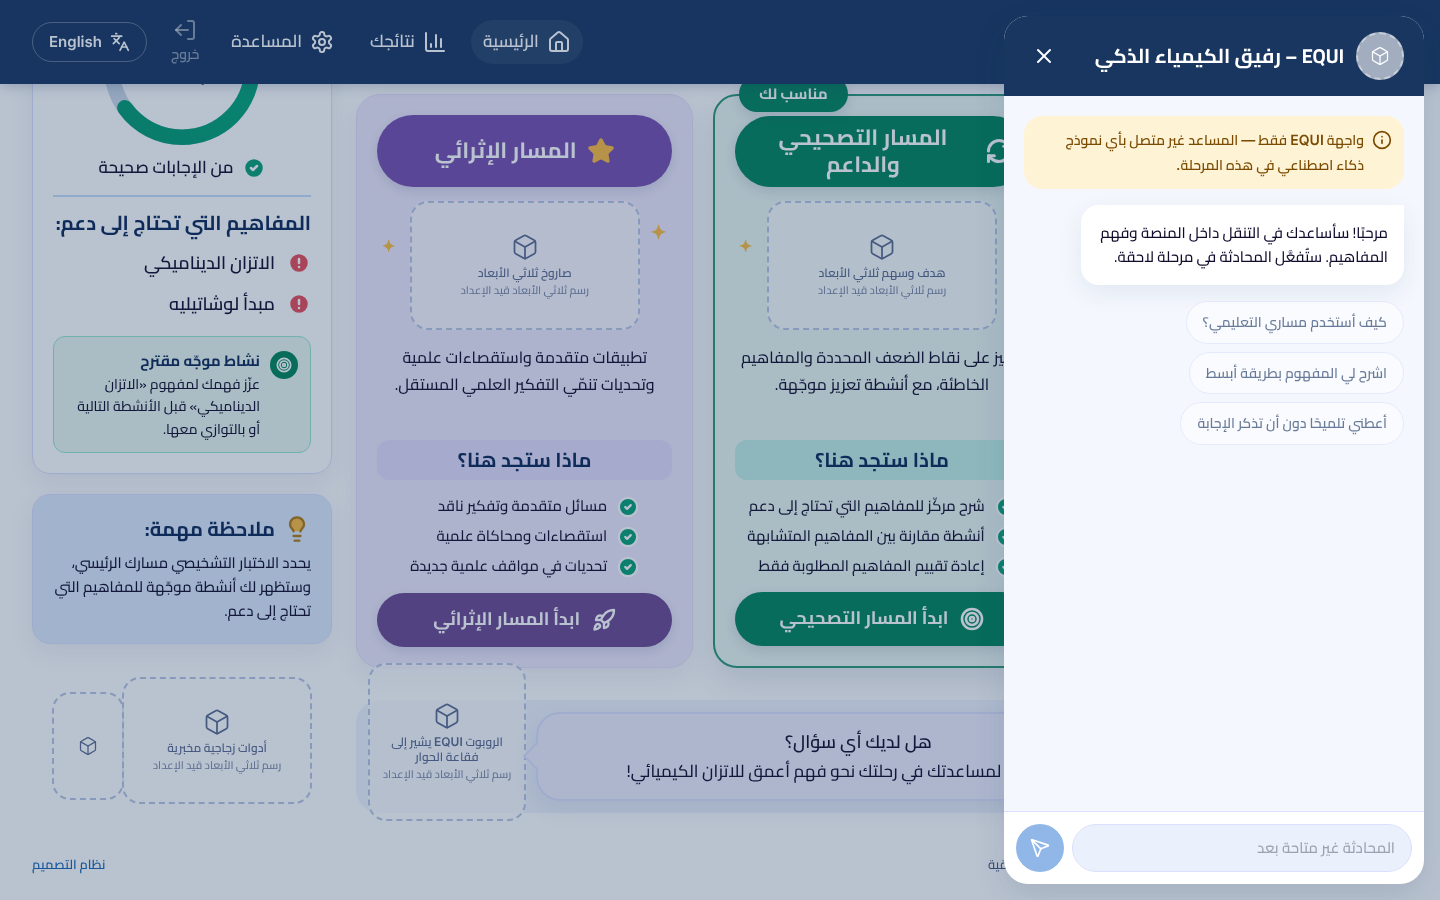 EQUI – رفيق الكيمياء الذكي
واجهة EQUI فقط — المساعد غير متصل بأي نموذج
ذكاء اصطناعي في هذه المرحلة.
مرحبًا! سأساعدك في التنقل داخل المنصة وفهم
المفاهيم. ستُفعَّل المحادثة في مرحلة لاحقة.
كيف أستخدم مساري التعليمي؟
اشرح لي المفهوم بطريقة أبسط
أعطني تلميحًا دون أن تذكر الإجابة
المحادثة غير متاحة بعد
الرئيسية
نتائجك
المساعدة
خروج
English
مناسب لك
المسار التصحيحي
والداعم
هدف وسهم ثلاثي الأبعاد
رسم ثلاثي الأبعاد قيد الإعداد
على نقاط الضعف المحددة والمفاهيم
الخاطئة، مع أنشطة تعزيز موجّهة.
ماذا ستجد هنا؟
شرح مركّز للمفاهيم التي تحتاج إلى دعم
أنشطة مقارنة بين المفاهيم المتشابهة
إعادة تقييم المفاهيم المطلوبة فقط
ابدأ المسار التصحيحي
المسار الإثرائي
صاروخ ثلاثي الأبعاد
رسم ثلاثي الأبعاد قيد الإعداد
تطبيقات متقدمة واستقصاءات علمية
وتحديات تنمّي التفكير العلمي المستقل.
ماذا ستجد هنا؟
مسائل متقدمة وتفكير ناقد
استقصاءات ومحاكاة علمية
تحديات في مواقف علمية جديدة
ابدأ المسار الإثرائي
من الإجابات صحيحة
المفاهيم التي تحتاج إلى دعم:
الاتزان الديناميكي
مبدأ لوشاتيليه
نشاط موجّه مقترح
عزّز فهمك لمفهوم «الاتزان
الديناميكي» قبل الأنشطة التالية
أو بالتوازي معها.
ملاحظة مهمة:
يحدد الاختبار التشخيصي مسارك الرئيسي،
وستظهر لك أنشطة موجّهة للمفاهيم التي
تحتاج إلى دعم.
هل لديك أي سؤال؟
لمساعدتك في رحلتك نحو فهم أعمق للاتزان الكيميائي!
الروبوت EQUI يشير إلى
فقاعة الحوار
رسم ثلاثي الأبعاد قيد الإعداد
أدوات زجاجية مخبرية
رسم ثلاثي الأبعاد قيد الإعداد
نظام التصميم